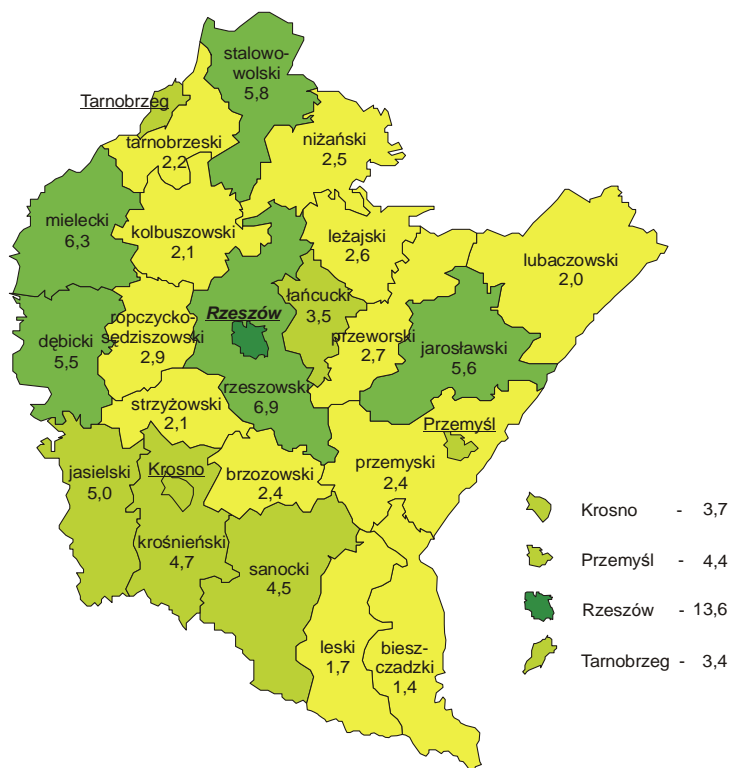 stalowo-
wolski
5,8
Tarnobrzeg
tarnobrzeski
2,2
niżański
2,5
mielecki
6,3
kolbuszowski
2,1
leżajski
2,6
lubaczowski
2,0
łańcucki
3,5
Rzeszów
ropczycko-
sędziszowski
2,9
dębicki
5,5
przeworski
2,7
jarosławski
5,6
rzeszowski
6,9
strzyżowski
2,1
Przemyśl
jasielski
5,0
Krosno
brzozowski
2,4
przemyski
2,4
krośnieński
4,7
sanocki
4,5
leski
1,7
biesz-
czadzki
1,4
Krosno - 3,7
Przemyśl - 4,4
Rzeszów - 13,6
Tarnobrzeg - 3,4